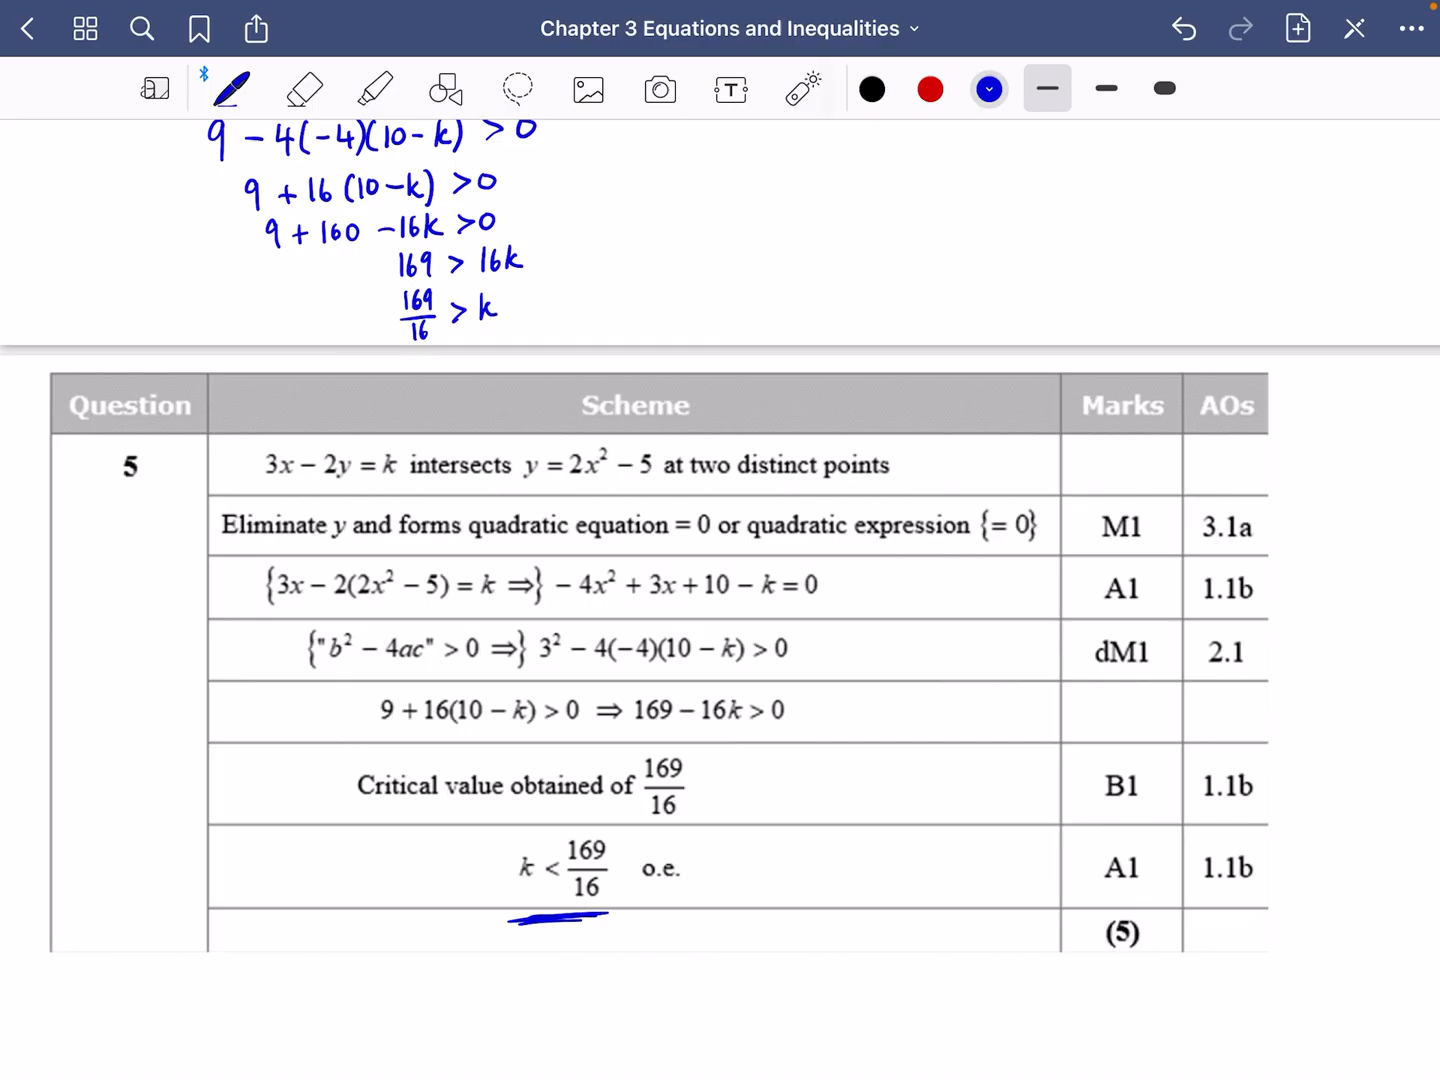 Chapter 3 Equations and Inequalities
9 - 4(-4)(10 - k) > 0
9 + 16(10 - k) > 0
9 + 160 - 16k > 0
169 > 16k
169/16 > k
Question Scheme Marks AOs
5 3x − 2y = k intersects y = 2x² − 5 at two distinct points
Eliminate y and forms quadratic equation = 0 or quadratic expression {= 0} M1 3.1a
{3x − 2(2x² − 5) = k ⇒} − 4x² + 3x + 10 − k = 0 A1 1.1b
{"b² − 4ac" > 0 ⇒} 3² − 4(−4)(10 − k) > 0 dM1 2.1
9 + 16(10 − k) > 0 ⇒ 169 − 16k > 0
Critical value obtained of 169/16 B1 1.1b
k < 169/16 o.e. A1 1.1b
(5)